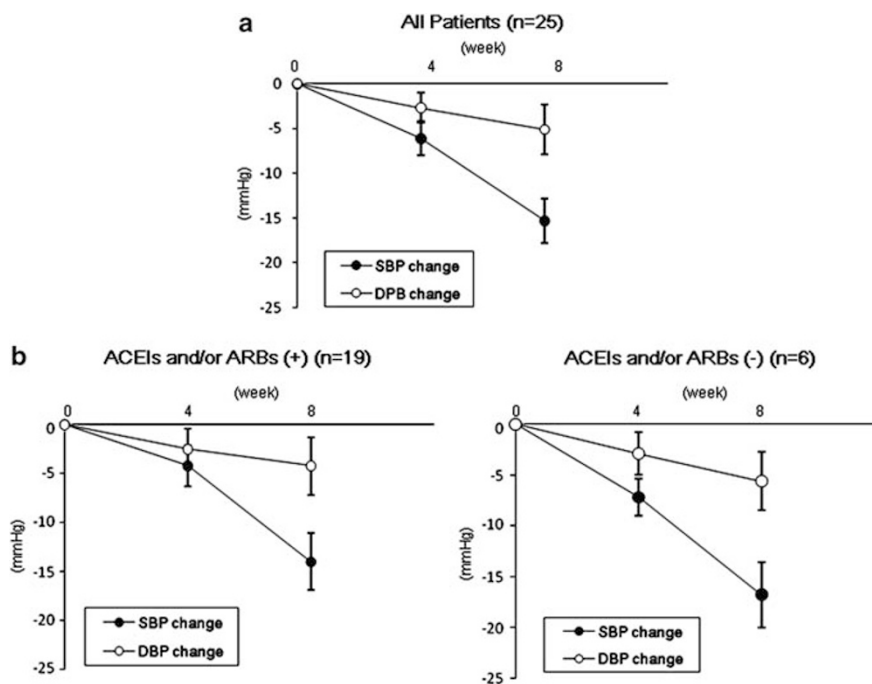 a
All Patients (n=25)
(week)
0 4 8
0
-5
-10
-15
-20
-25
(mmHg)
SBP change
DPB change
b
ACEIs and/or ARBs (+) (n=19)
(week)
0 4 8
0
-5
-10
-15
-20
-25
(mmHg)
SBP change
DBP change
ACEIs and/or ARBs (-) (n=6)
(week)
0 4 8
0
-5
-10
-15
-20
-25
(mmHg)
SBP change
DBP change